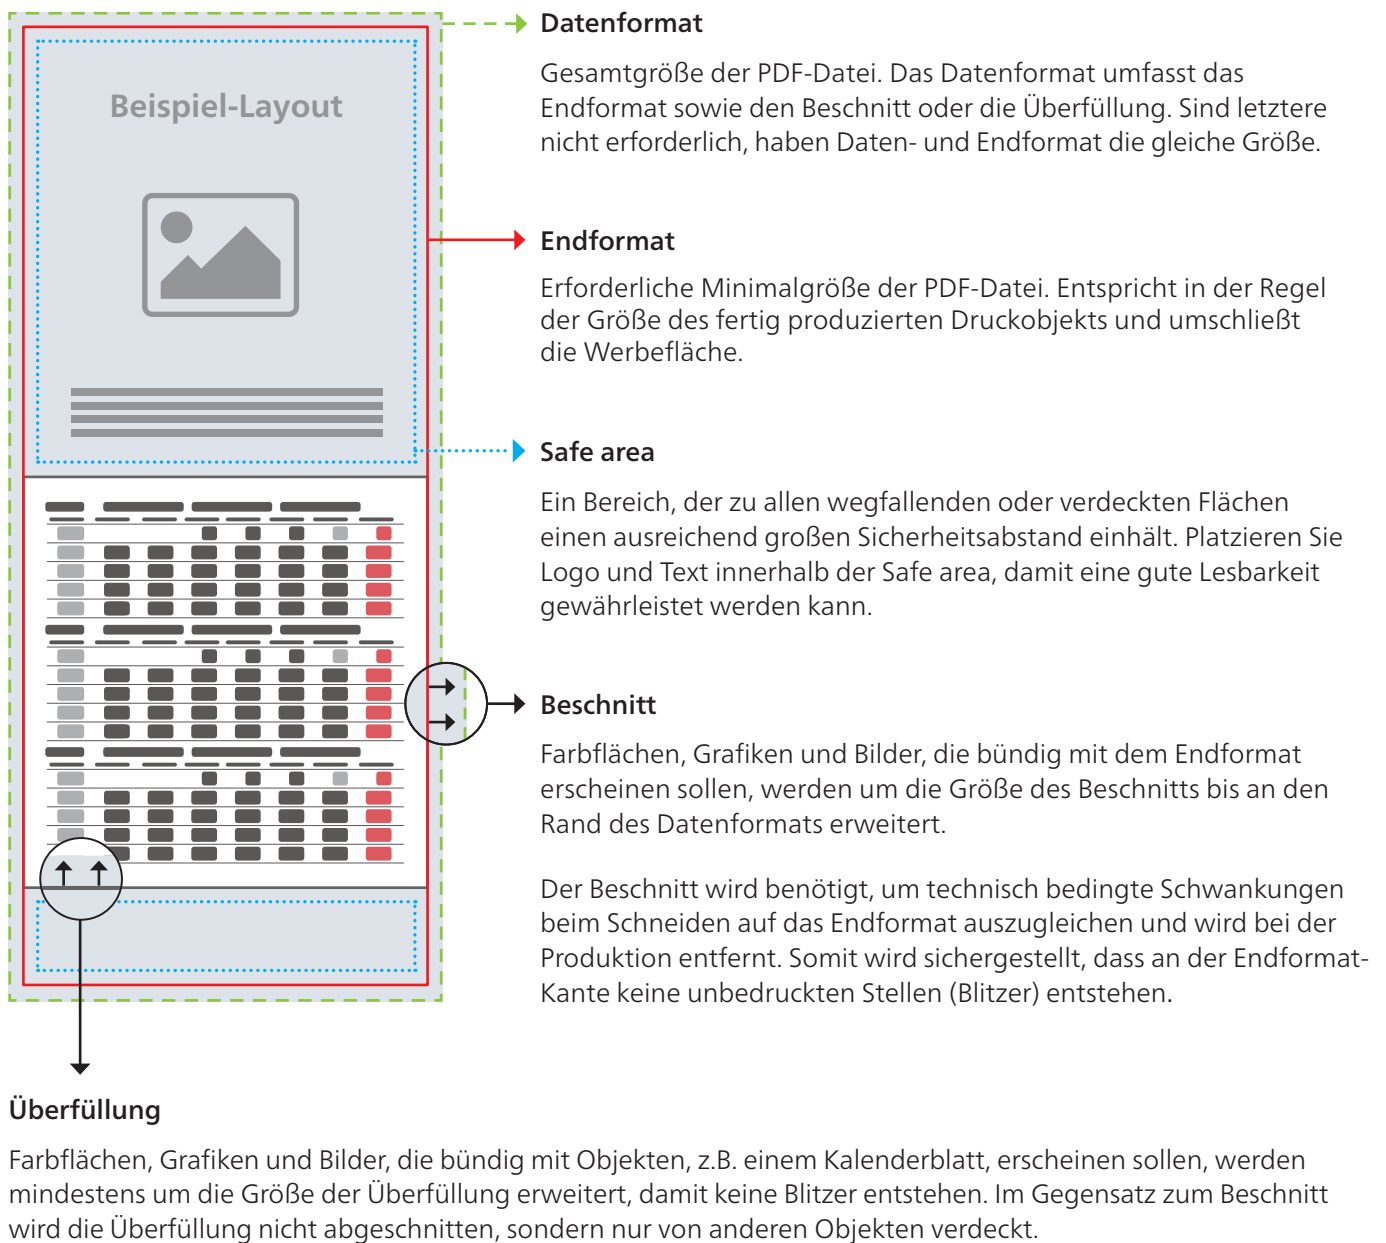 Beispiel-Layout
Datenformat
Gesamtgröße der PDF-Datei. Das Datenformat umfasst das
Endformat sowie den Beschnitt oder die Überfüllung. Sind letztere
nicht erforderlich, haben Daten- und Endformat die gleiche Größe.
Endformat
Erforderliche Minimalgröße der PDF-Datei. Entspricht in der Regel
der Größe des fertig produzierten Druckobjekts und umschließt
die Werbefläche.
Safe area
Ein Bereich, der zu allen wegfallenden oder verdeckten Flächen
einen ausreichend großen Sicherheitsabstand einhält. Platzieren Sie
Logo und Text innerhalb der Safe area, damit eine gute Lesbarkeit
gewährleistet werden kann.
Beschnitt
Farbflächen, Grafiken und Bilder, die bündig mit dem Endformat
erscheinen sollen, werden um die Größe des Beschnitts bis an den
Rand des Datenformats erweitert.
Der Beschnitt wird benötigt, um technisch bedingte Schwankungen
beim Schneiden auf das Endformat auszugleichen und wird bei der
Produktion entfernt. Somit wird sichergestellt, dass an der Endformat-
Kante keine unbedruckten Stellen (Blitzer) entstehen.
Überfüllung
Farbflächen, Grafiken und Bilder, die bündig mit Objekten, z.B. einem Kalenderblatt, erscheinen sollen, werden
mindestens um die Größe der Überfüllung erweitert, damit keine Blitzer entstehen. Im Gegensatz zum Beschnitt
wird die Überfüllung nicht abgeschnitten, sondern nur von anderen Objekten verdeckt.